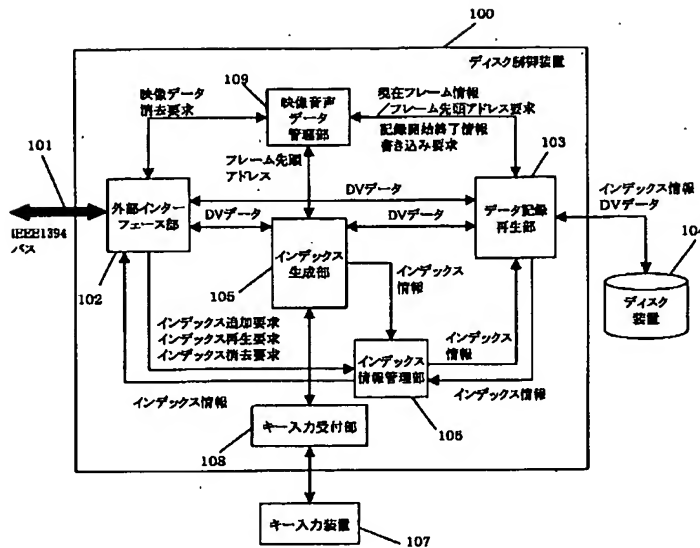 100
ディスク制御装置
映像データ
消去要求
109
映像音声
データ
管理部
現在フレーム情報
/フレーム先頭アドレス要求
記録開始終了情報
書き込み要求
103
101
フレーム先頭
アドレス
DVデータ
外部インター
フェース部
IEEE1394
バス
DVデータ
DVデータ
データ記録
再生部
インデックス情報
DVデータ
104
ディスク
装置
102
105
インデックス
生成部
インデックス
情報
インデックス追加要求
インデックス再生要求
インデックス消去要求
インデックス
情報管理部
インデックス
情報
インデックス情報
インデックス情報
106
キー入力受付部
108
キー入力装置
107